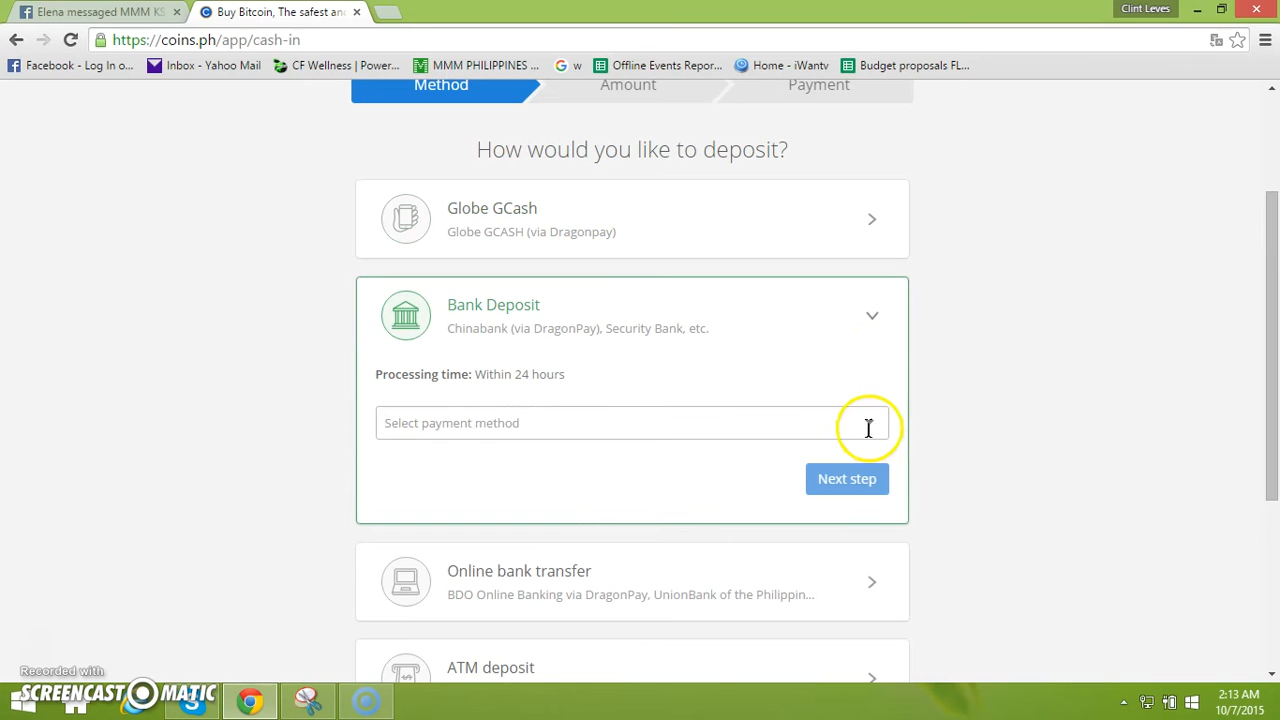 Elena messaged MMM KS
Buy Bitcoin, The safest an
Clint Leves
https://coins.ph/app/cash-in
Facebook - Log In o...
Inbox - Yahoo Mail
CF Wellness | Power...
MMM PHILIPPINES ...
w
Offline Events Repor...
Home - iWantv
Budget proposals FL...
Method
Amount
Payment
How would you like to deposit?
Globe GCash
Globe GCASH (via Dragonpay)
Bank Deposit
Chinabank (via DragonPay), Security Bank, etc.
Processing time: Within 24 hours
Select payment method
Next step
Online bank transfer
BDO Online Banking via DragonPay, UnionBank of the Philippin...
ATM deposit
Recorded with
SCREENCAST-O-MATIC
2:13 AM
10/7/2015